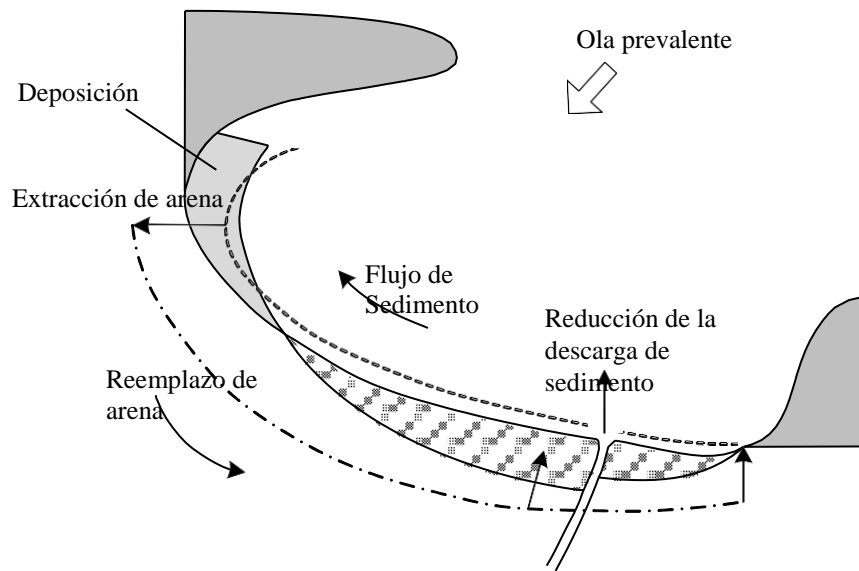 Ola prevalente
Deposición
Extracción de arena
Flujo de
Sedimento
Reducción de la
descarga de
sedimento
Reemplazo de
arena